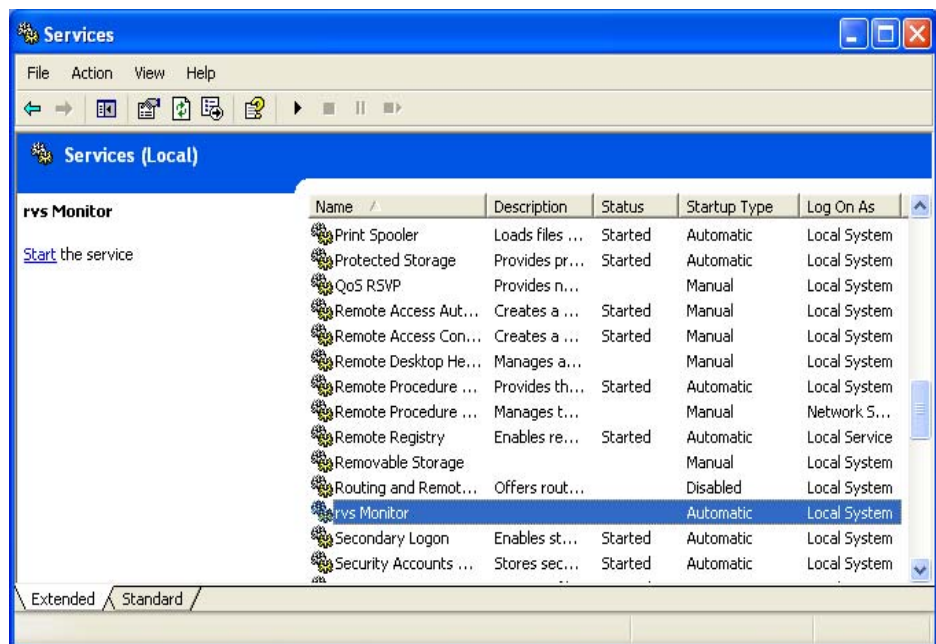 Services
File Action View Help
Services (Local)
rvs Monitor
Start the service
Name Description Status Startup Type Log On As
Print Spooler Loads files ... Started Automatic Local System
Protected Storage Provides pr... Started Automatic Local System
QoS RSVP Provides n... Manual Local System
Remote Access Aut... Creates a ... Started Manual Local System
Remote Access Con... Creates a ... Started Manual Local System
Remote Desktop He... Manages a... Manual Local System
Remote Procedure ... Provides th... Started Automatic Local System
Remote Procedure ... Manages t... Manual Network S...
Remote Registry Enables re... Started Automatic Local Service
Removable Storage Manual Local System
Routing and Remot... Offers rout... Disabled Local System
rvs Monitor Automatic Local System
Secondary Logon Enables st... Started Automatic Local System
Security Accounts ... Stores sec... Started Automatic Local System
Extended Standard